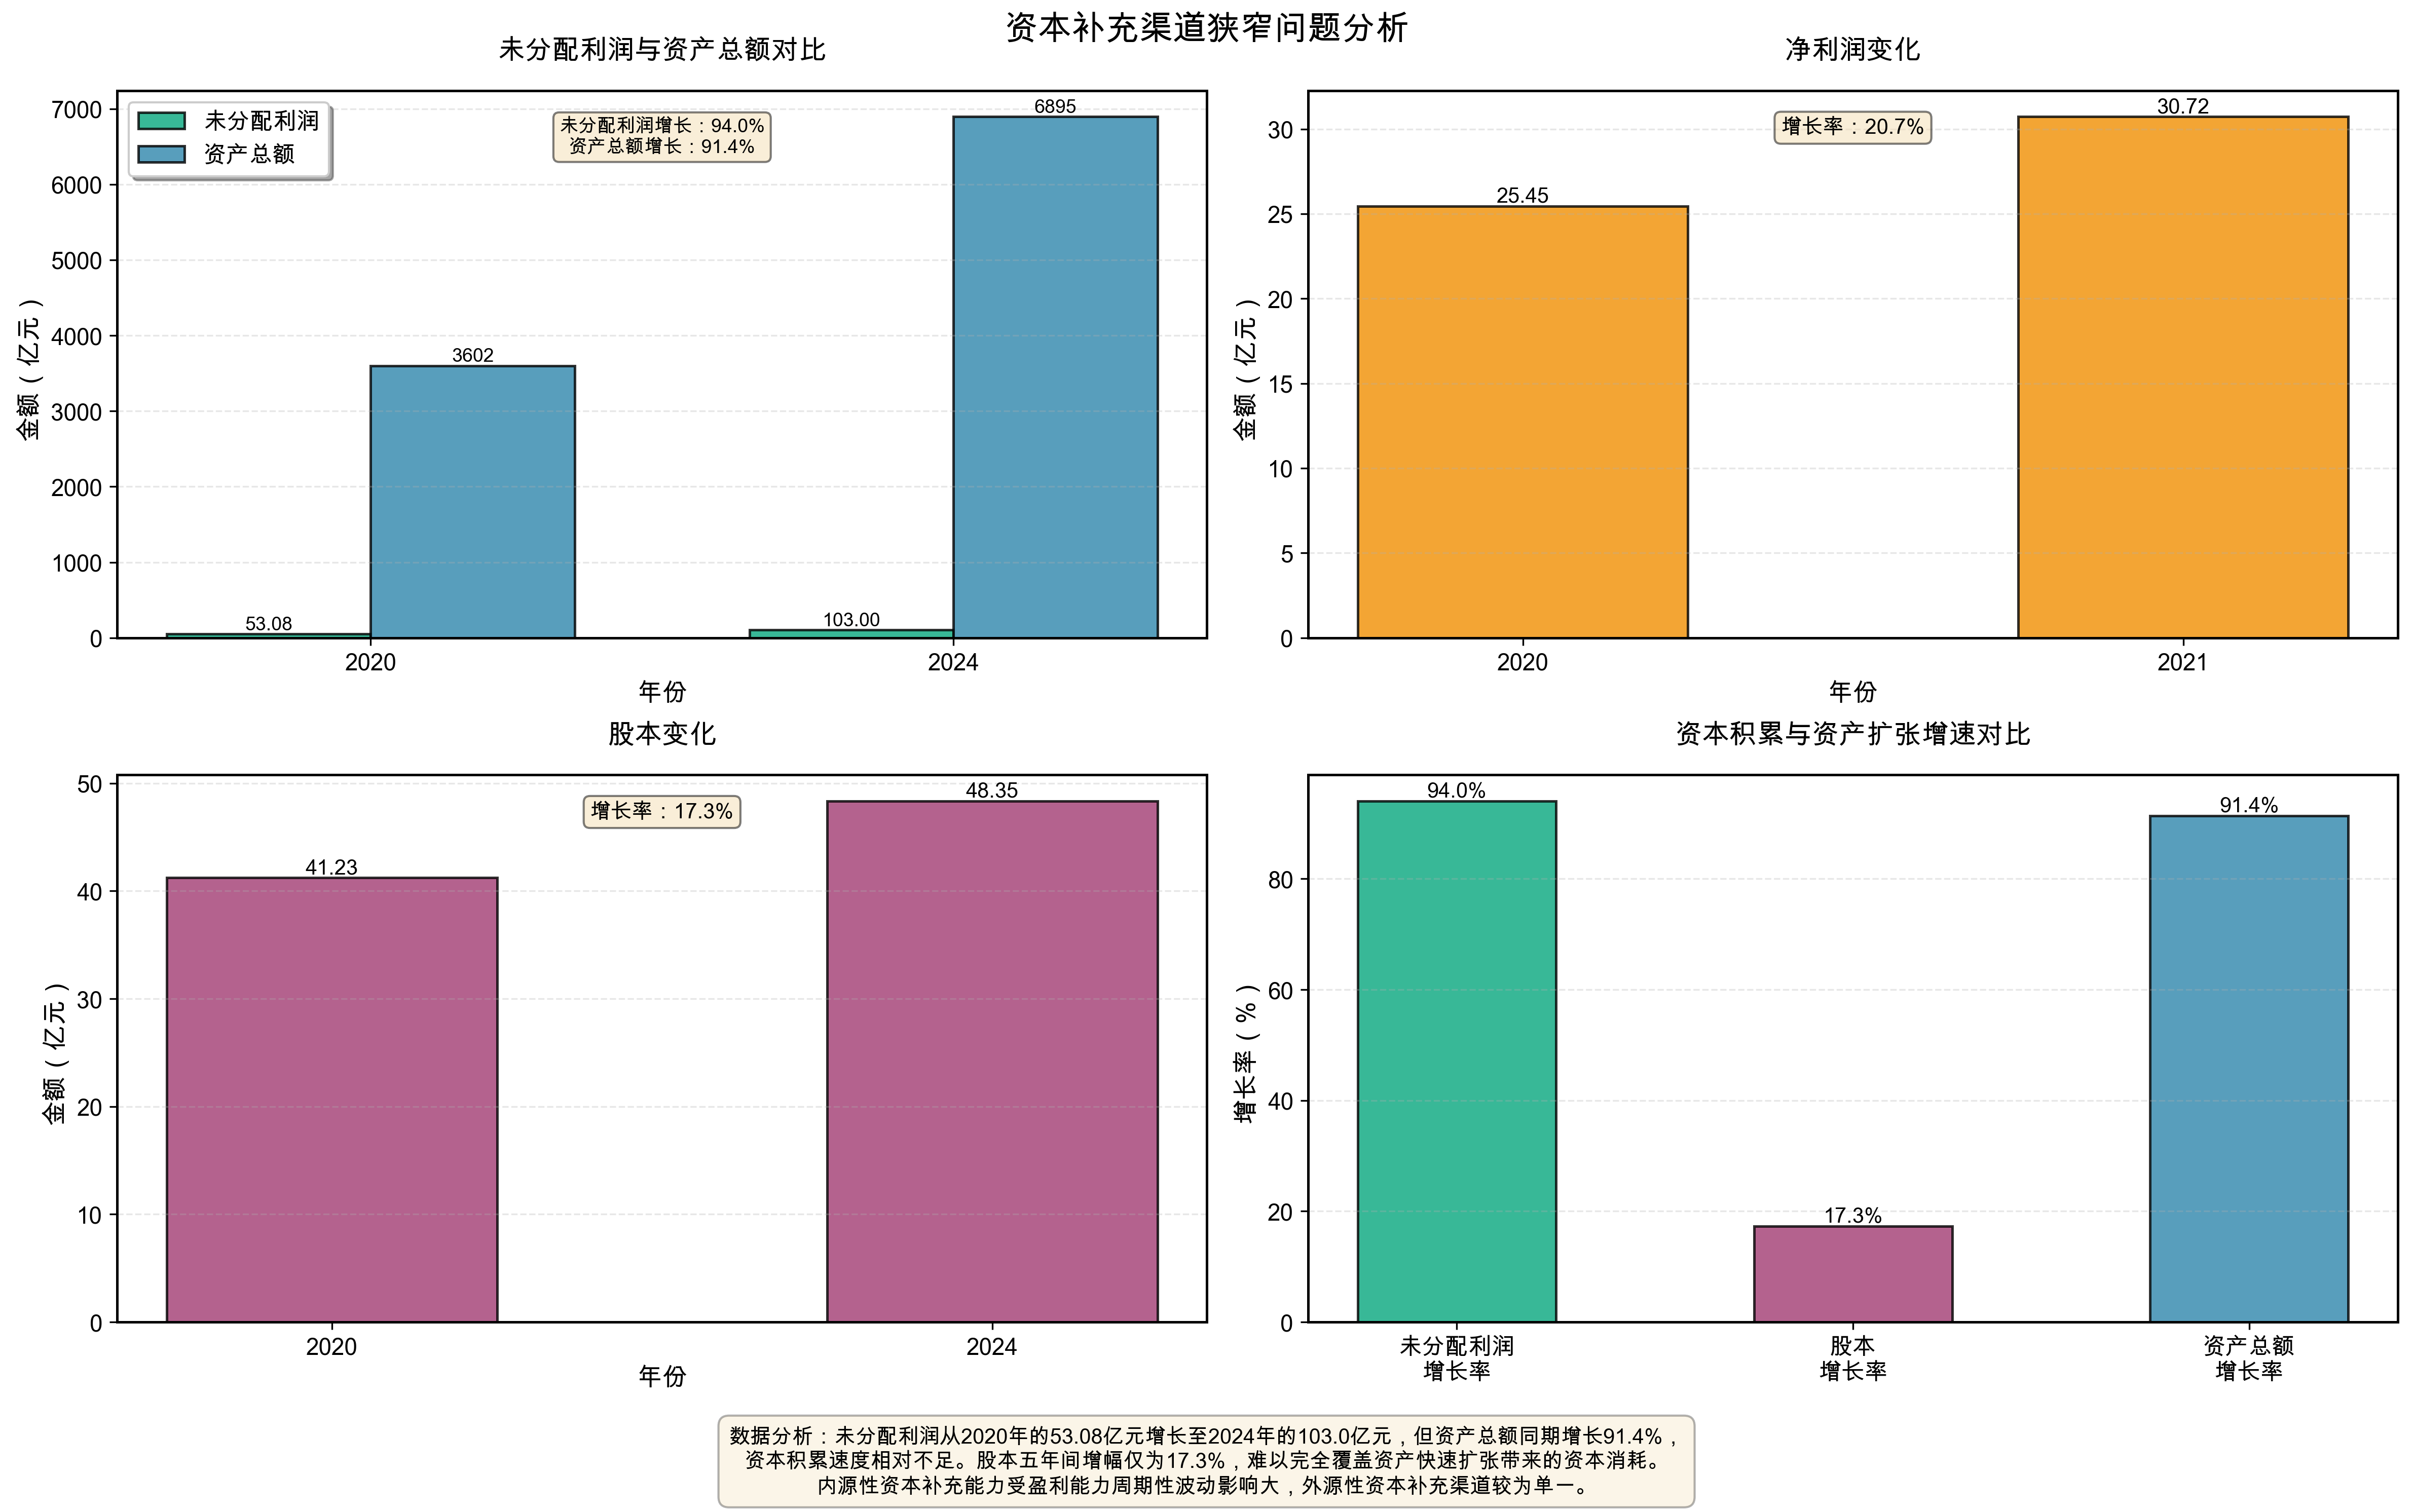 资本补充渠道狭窄问题分析
未分配利润与资产总额对比
未分配利润
资产总额
未分配利润增长：94.0%
资产总额增长：91.4%
金额（亿元）
7000
6000
5000
4000
3000
2000
1000
0
53.08
3602
103.00
6895
2020
2024
年份
净利润变化
增长率：20.7%
金额（亿元）
30
25
20
15
10
5
0
25.45
30.72
2020
2021
年份
股本变化
增长率：17.3%
金额（亿元）
50
40
30
20
10
0
41.23
48.35
2020
2024
年份
资本积累与资产扩张增速对比
增长率（%）
80
60
40
20
0
94.0%
17.3%
91.4%
未分配利润
增长率
股本
增长率
资产总额
增长率
数据分析：未分配利润从2020年的53.08亿元增长至2024年的103.0亿元，但资产总额同期增长91.4%，
资本积累速度相对不足。股本五年间增幅仅为17.3%，难以完全覆盖资产快速扩张带来的资本消耗。
内源性资本补充能力受盈利能力周期性波动影响大，外源性资本补充渠道较为单一。